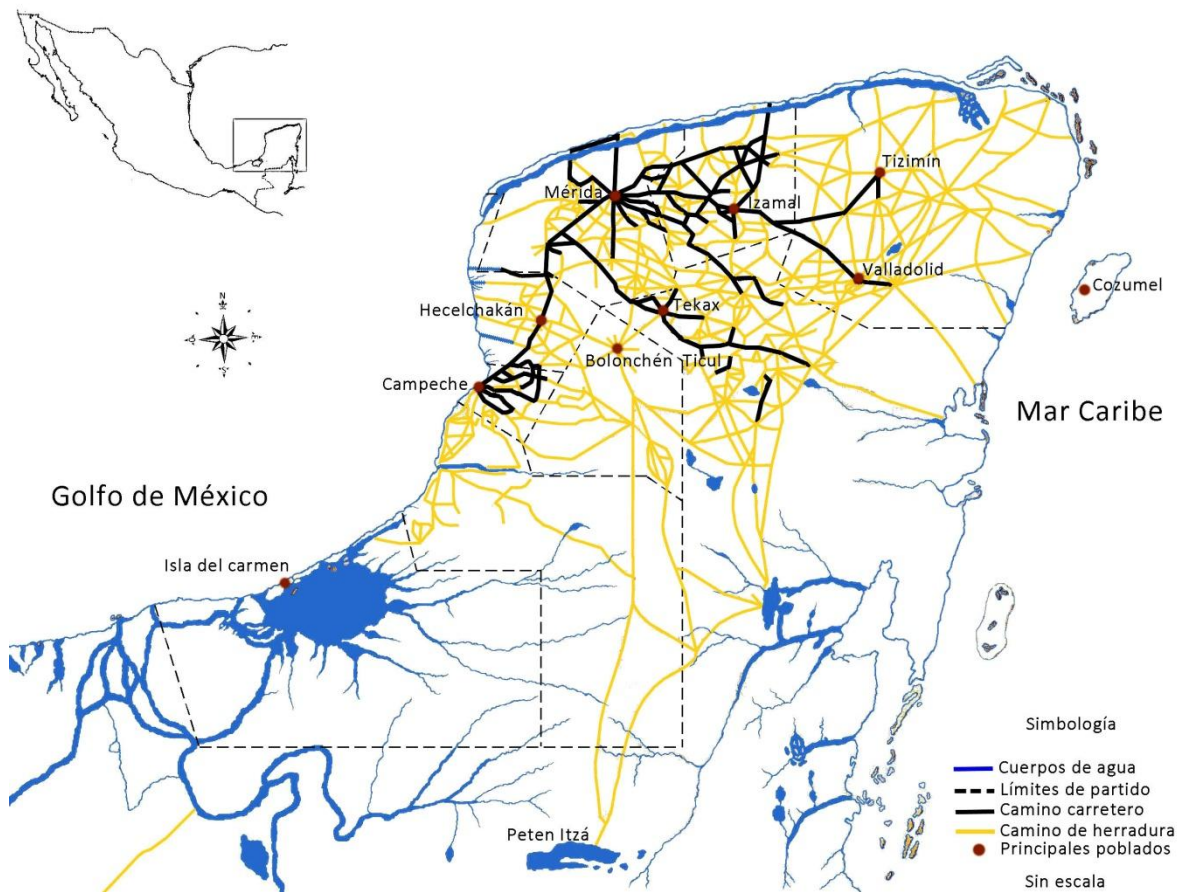 Tízimín
Mérida
Izamal
Valladolid
Cozumel
Hecelchakán
Tekax
Bolonchén Ticul
Campeche
Mar Caribe
Golfo de México
Isla del carmen
Peten Itzá
Simbología
Cuerpos de agua
Límites de partido
Camino carretero
Camino de herradura
Principales poblados
Sin escala